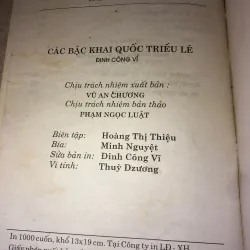 CÁC BẬC KHAI QUỐC TRIỀU LÊ
ĐINH CÔNG VĨ
Chịu trách nhiệm xuất bản :
VŨ AN CHƯƠNG
Chịu trách nhiệm bản thảo
PHẠM NGỌC LUẬT
Biên tập: Hoàng Thị Thiệu
Bìa: Minh Nguyệt
Sửa bản in: Đinh Công Vĩ
Vi tính: Thuỳ Dzương
In 1000 cuốn, khổ 13x19 cm. Tại Công ty in LĐ - XH